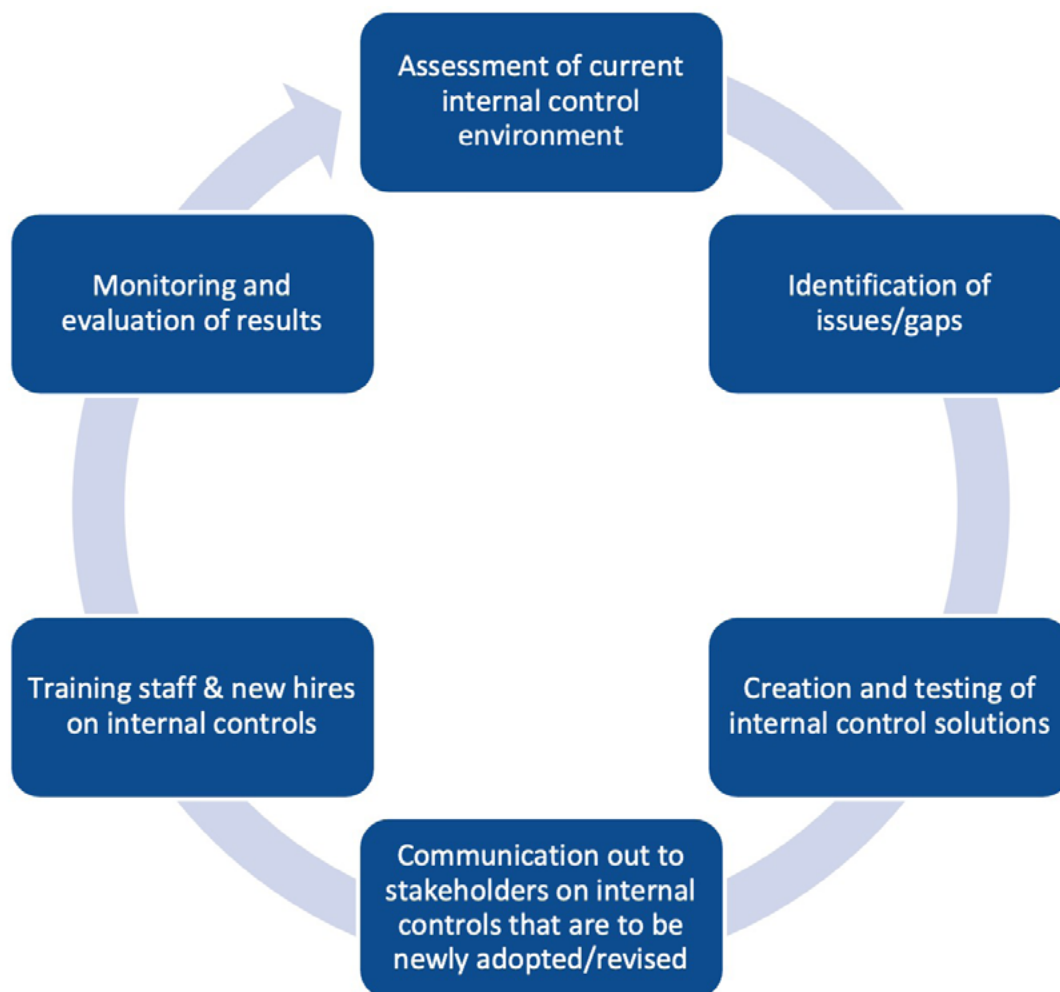 Assessment of current
internal control
environment
Identification of
issues/gaps
Creation and testing of
internal control solutions
Communication out to
stakeholders on internal
controls that are to be
newly adopted/revised
Training staff & new hires
on internal controls
Monitoring and
evaluation of results